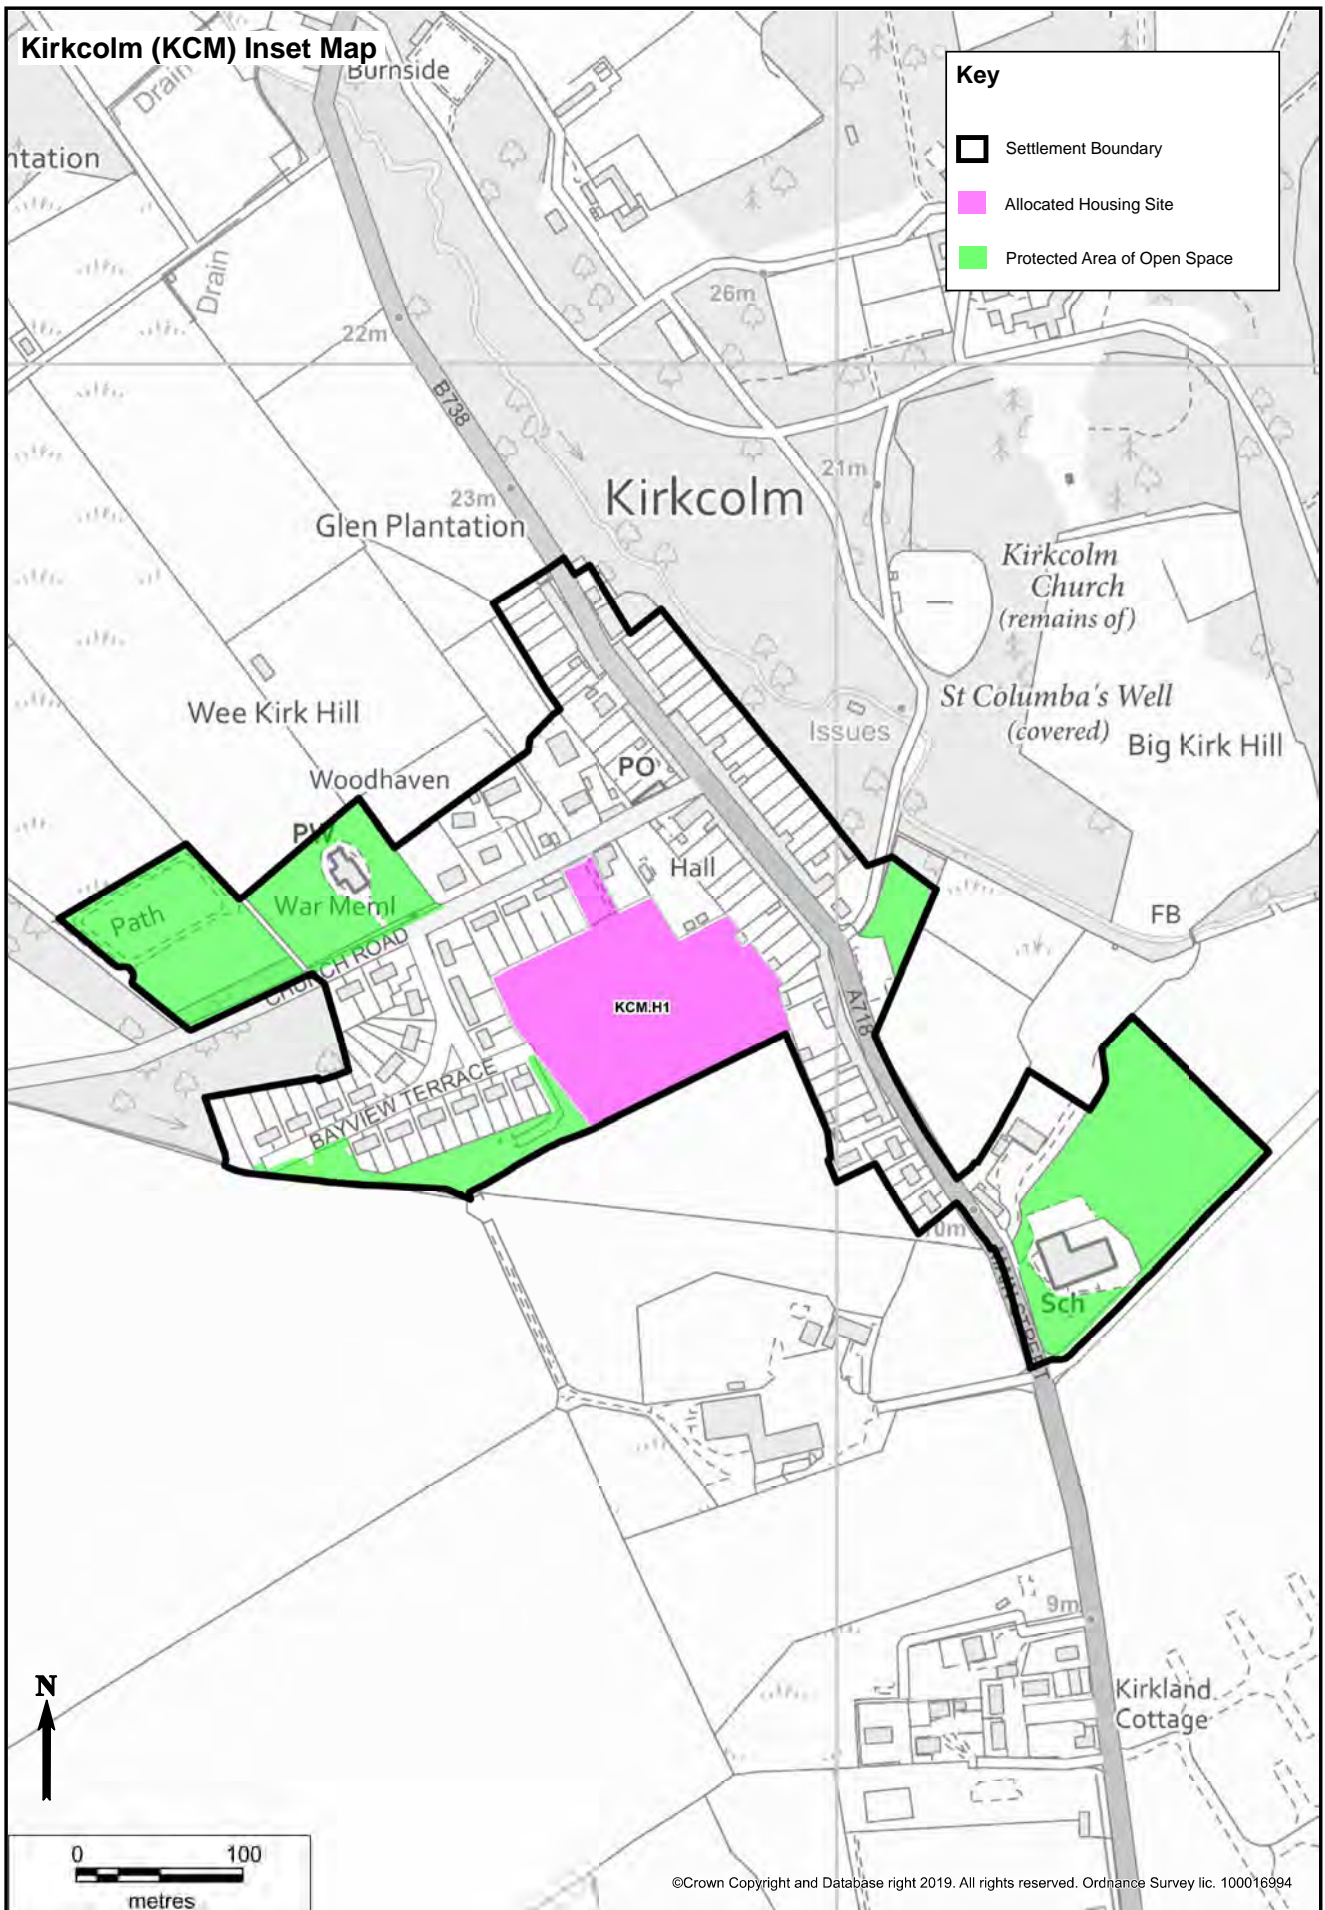 Kirkcolm (KCM) Inset Map
Burnside
Drain
ntation
Key
Settlement Boundary
Allocated Housing Site
Protected Area of Open Space
Drain
26m
22m
B738
21m
23m
Kirkcolm
Glen Plantation
Kirkcolm
Church
(remains of)
Wee Kirk Hill
St Columba's Well
(covered)
Issues
Big Kirk Hill
PO
Woodhaven
PW
Hall
War Meml
Path
FB
CHURCH ROAD
KCM.H1
A718
BAYVIEW TERRACE
10m
MAIN STREET
Sch
9m
Kirkland
Cottage
N
0 100
metres
©Crown Copyright and Database right 2019. All rights reserved. Ordnance Survey lic. 100016994